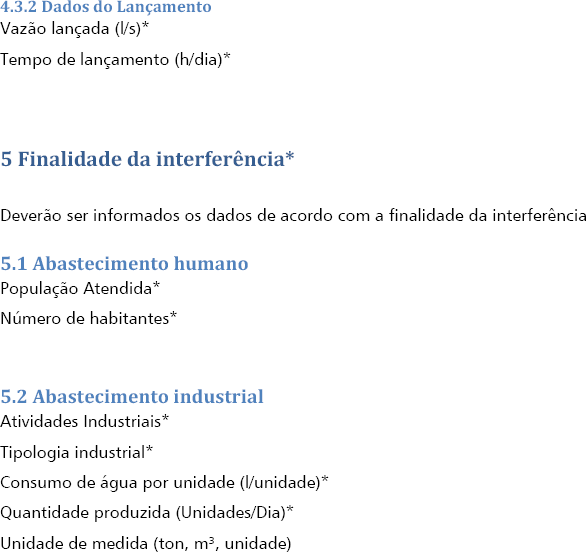 4.3.2 Dados do Lançamento
Vazão lançada (l/s)*
Tempo de lançamento (h/dia)*
5 Finalidade da interferência*
Deverão ser informados os dados de acordo com a finalidade da interferência
5.1 Abastecimento humano
População Atendida*
Número de habitantes*
5.2 Abastecimento industrial
Atividades Industriais*
Tipologia industrial*
Consumo de água por unidade (l/unidade)*
Quantidade produzida (Unidades/Dia)*
Unidade de medida (ton, m³, unidade)